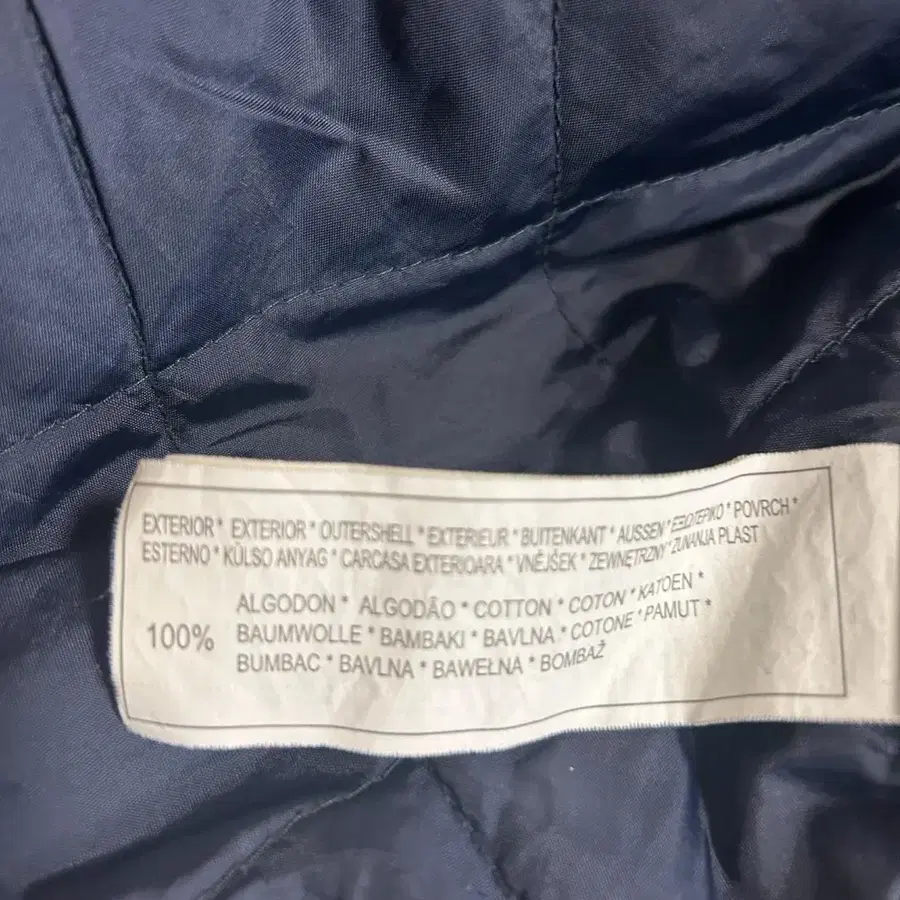 EXTERIOR * EXTERIOR * OUTERSHELL * EXTERIEUR * BUITENKANT * AUSSEN * ΕΞΩΤΕΡΙΚΟ * POVRCH *
ESTERNO * KÜLSO ANYAG * CARCASA EXTERIOARA * VNĚJŠEK * ZEWNĘTRZNY * ZUNANJA PLAST
ALGODON * ALGODÃO * COTTON * COTON * KATOEN *
100% BAUMWOLLE * BAMBAKI * BAVLNA * COTONE * PAMUT *
BUMBAC * BAVLNA * BAWEŁNA * BOMBAŽ